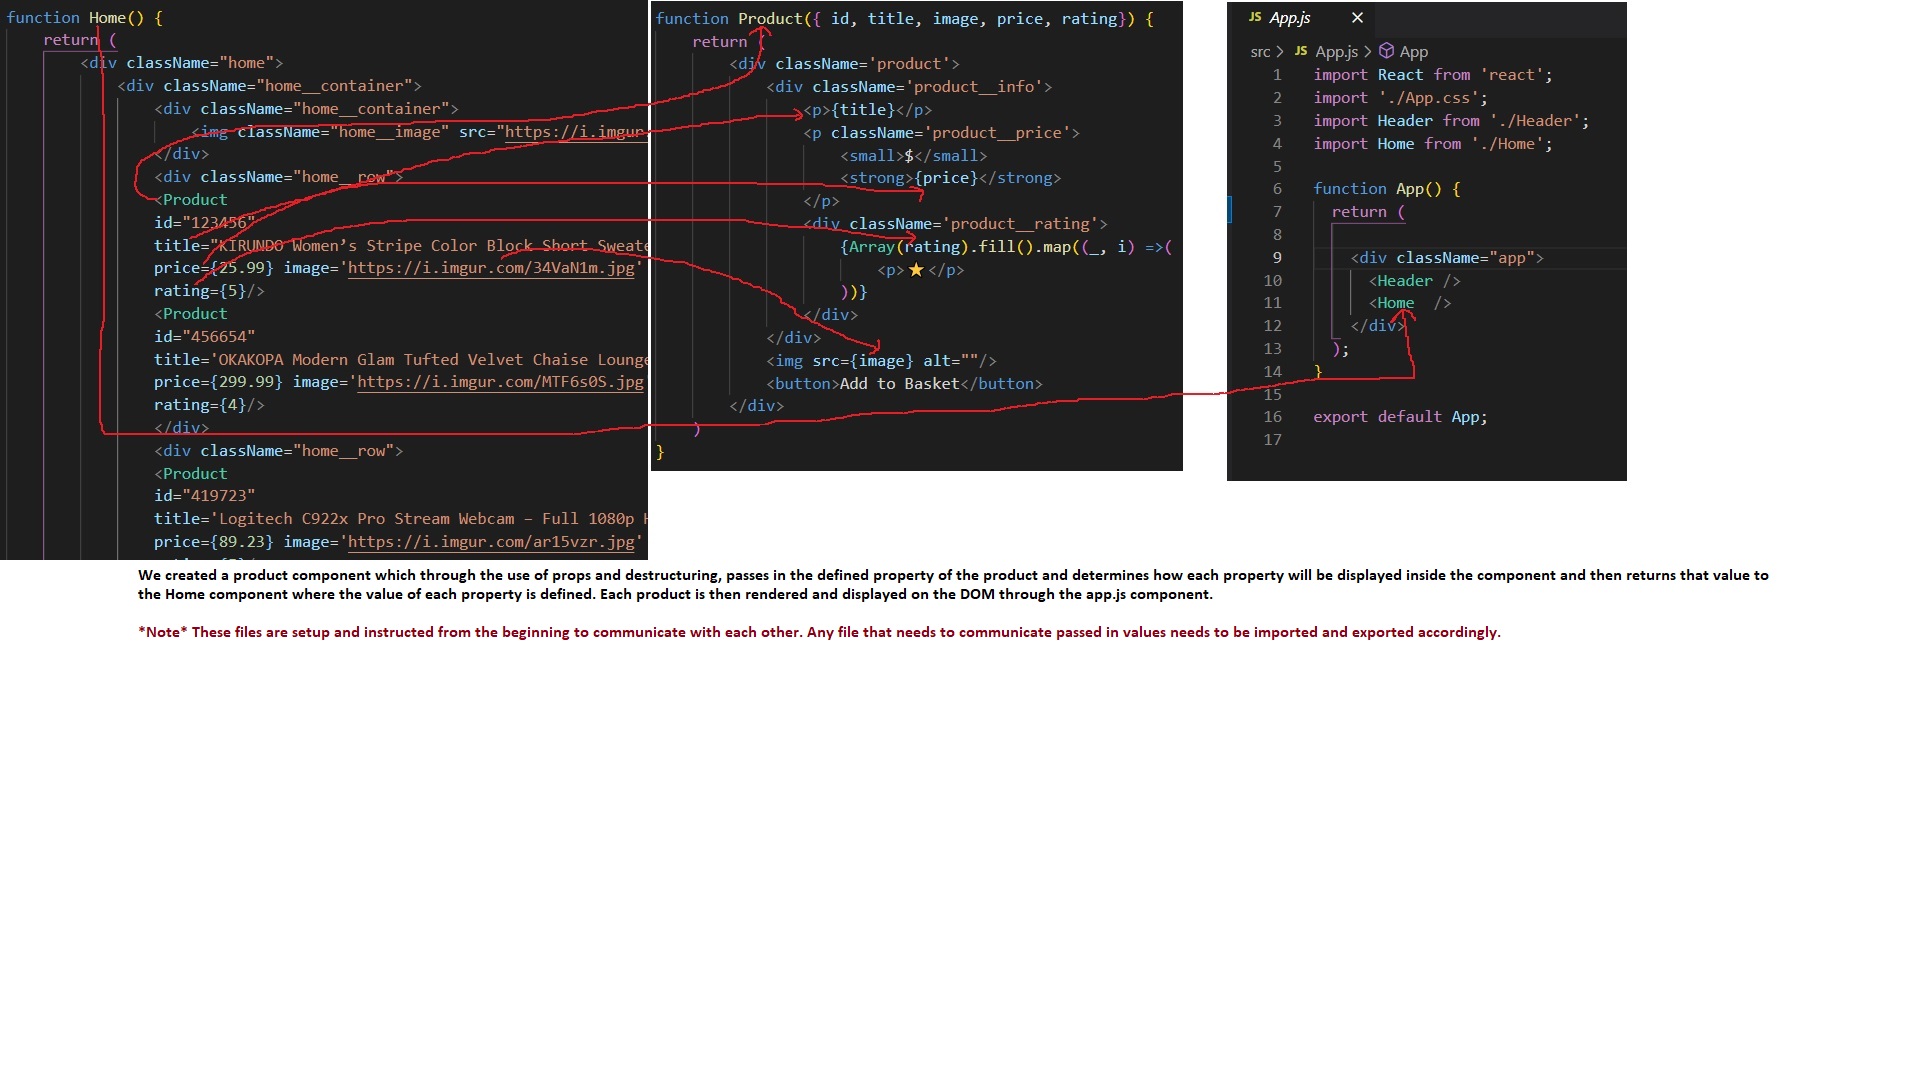 function Home() {
return (
<div className="home">
<div className="home__container">
<div className="home__container">
<img className="home__image" src="https://i.imgur
</div>
<div className="home__row">
<Product
id="123456"
title="KIRUNDO Women’s Stripe Color Block Short Sweate
price={25.99} image='https://i.imgur.com/34VaN1m.jpg'
rating={5}/>
<Product
id="456654"
title='OKAKOPA Modern Glam Tufted Velvet Chaise Lounge
price={299.99} image='https://i.imgur.com/MTF6s0S.jpg'
rating={4}/>
</div>
<div className="home__row">
<Product
id="419723"
title='Logitech C922x Pro Stream Webcam – Full 1080p H
price={89.23} image='https://i.imgur.com/ar15vzr.jpg'
function Product({ id, title, image, price, rating}) {
return (
<div className='product'>
<div className='product__info'>
<p>{title}</p>
<p className='product__price'>
<small>$</small>
<strong>{price}</strong>
</p>
<div className='product__rating'>
{Array(rating).fill().map((_, i) =>(
<p>⭐</p>
))}
</div>
</div>
<img src={image} alt=""/>
<button>Add to Basket</button>
</div>
)
}
JS App.js ×
src > JS App.js > App
1 import React from 'react';
2 import './App.css';
3 import Header from './Header';
4 import Home from './Home';
5
6 function App() {
7 return (
8
9 <div className="app">
10 <Header />
11 <Home />
12 </div>
13 );
14 }
15
16 export default App;
17
We created a product component which through the use of props and destructuring, passes in the defined property of the product and determines how each property will be displayed inside the component and then returns that value to
the Home component where the value of each property is defined. Each product is then rendered and displayed on the DOM through the app.js component.
*Note* These files are setup and instructed from the beginning to communicate with each other. Any file that needs to communicate passed in values needs to be imported and exported accordingly.